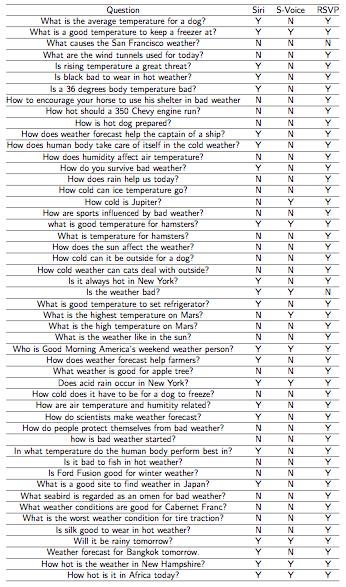 Question Siri S-Voice RSVP
What is the average temperature for a dog? Y N Y
What is a good temperature to keep a freezer at? Y Y Y
What causes the San Francisco weather? N N N
What are the wind tunnels used for today? N N Y
Is rising temperature a great threat? Y N Y
Is black bad to wear in hot weather? Y N Y
Is a 36 degrees body temperature bad? Y N Y
How to encourage your horse to use his shelter in bad weather N N Y
How hot should a 350 Chevy engine run? N N Y
How is hot dog prepared? N N Y
How does weather forecast help the captain of a ship? Y N Y
How does human body take care of itself in the cold weather? Y N Y
How does humidity affect air temperature? N N Y
How do you survive bad weather? Y N Y
How does rain help us today? N N Y
How cold can ice temperature go? N N Y
How cold is Jupiter? N Y Y
How are sports influenced by bad weather? N N Y
what is good temperature for hamsters? Y Y Y
What is temperature for hamsters? N N Y
How does the sun affect the weather? N N Y
How cold can it be outside for a dog? N N Y
How cold weather can cats deal with outside? N N Y
Is it always hot in New York? Y N Y
Is the weather bad? Y Y N
What is good temperature to set refrigerator? Y N Y
What is the highest temperature on Mars? N Y Y
What is the high temperature on Mars? N N Y
What is the weather like in the sun? N N Y
Who is Good Morning America's weekend weather person? Y Y Y
How does weather forecast help farmers? Y N Y
What weather is good for apple tree? N N Y
Does acid rain occur in New York? Y Y Y
How cold does it have to be for a dog to freeze? N N Y
How are air temperature and humitity related? Y N Y
How do scientists make weather forecast? Y N Y
How do people protect themselves from bad weather? N N Y
how is bad weather started? N N Y
In what temperature do the human body perform best in? Y N Y
Is it bad to fish in hot weather? N N Y
Is Ford Fusion good for winter weather? N N Y
What is a good site to find weather in Japan? Y N Y
What seabird is regarded as an omen for bad weather? N N Y
What weather conditions are good for Cabernet Franc? N N Y
What is the worst weather condition for tire traction? N N Y
Is silk good to wear in hot weather? N N Y
Will it be rainy tomorrow? Y Y Y
Weather forecast for Bangkok tomorrow. Y N Y
How hot is the weather in New Hampshire? Y Y Y
How hot is it in Africa today? Y Y Y